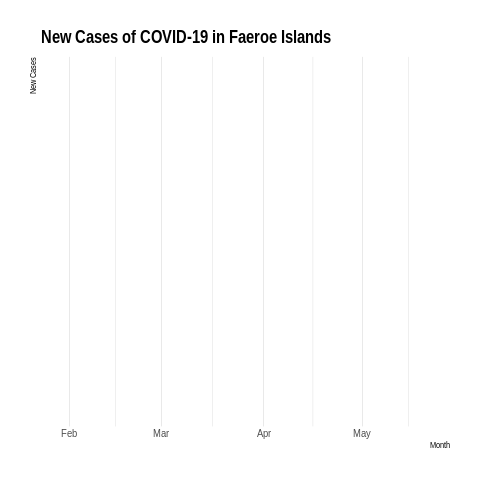 New Cases of COVID-19 in Faeroe Islands
New Cases
Feb Mar Apr May
Month